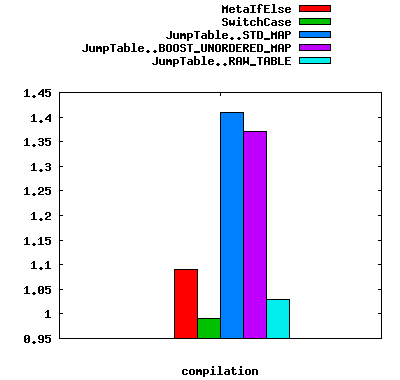 MetaIfElse
SwitchCase
JumpTable..STD_MAP
JumpTable..BOOST_UNORDERED_MAP
JumpTable..RAW_TABLE
1.45
1.4
1.35
1.3
1.25
1.2
1.15
1.1
1.05
1
0.95
compilation